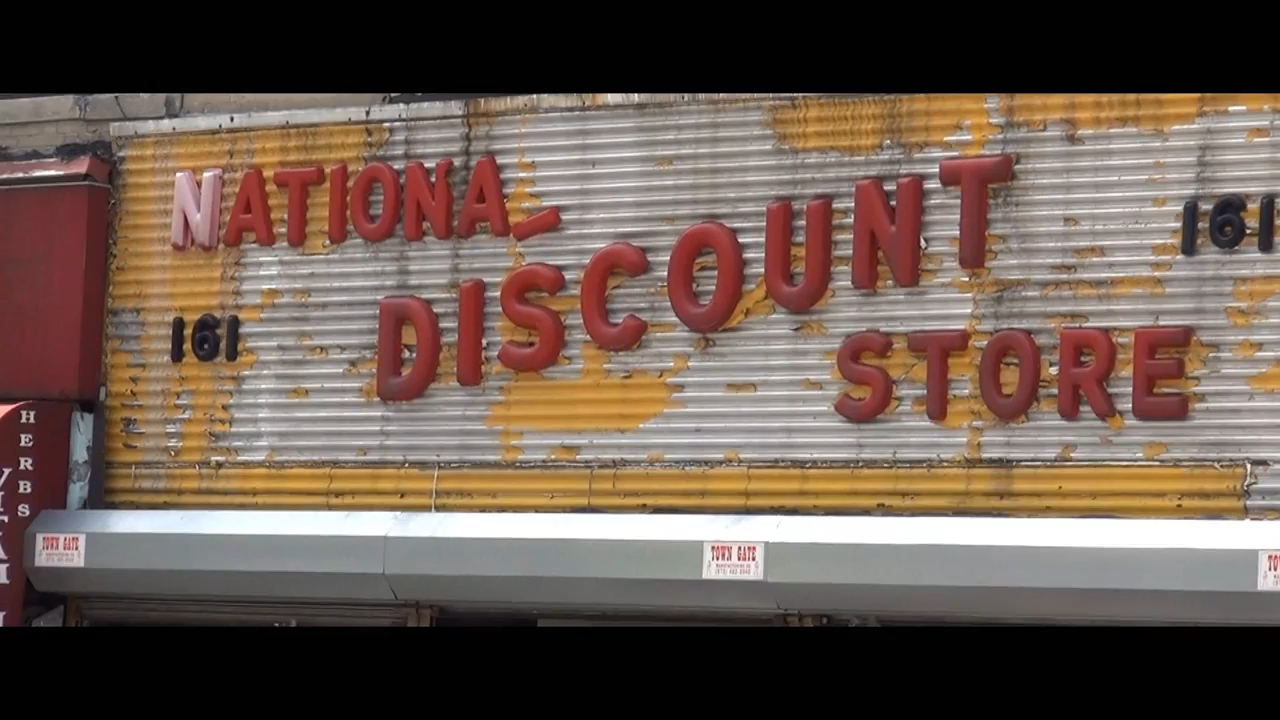 NATIONAL
DISCOUNT
STORE
161
161
HERBS
TOWN GATE
TOWN GATE